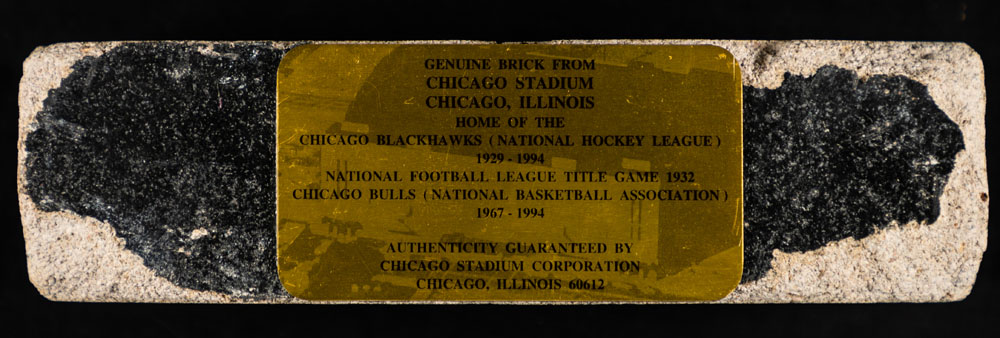 GENUINE BRICK FROM
CHICAGO STADIUM
CHICAGO, ILLINOIS
HOME OF THE
CHICAGO BLACKHAWKS (NATIONAL HOCKEY LEAGUE)
1929 - 1994
NATIONAL FOOTBALL LEAGUE TITLE GAME 1932
CHICAGO BULLS (NATIONAL BASKETBALL ASSOCIATION)
1967 - 1994
AUTHENTICITY GUARANTEED BY
CHICAGO STADIUM CORPORATION
CHICAGO, ILLINOIS 60612